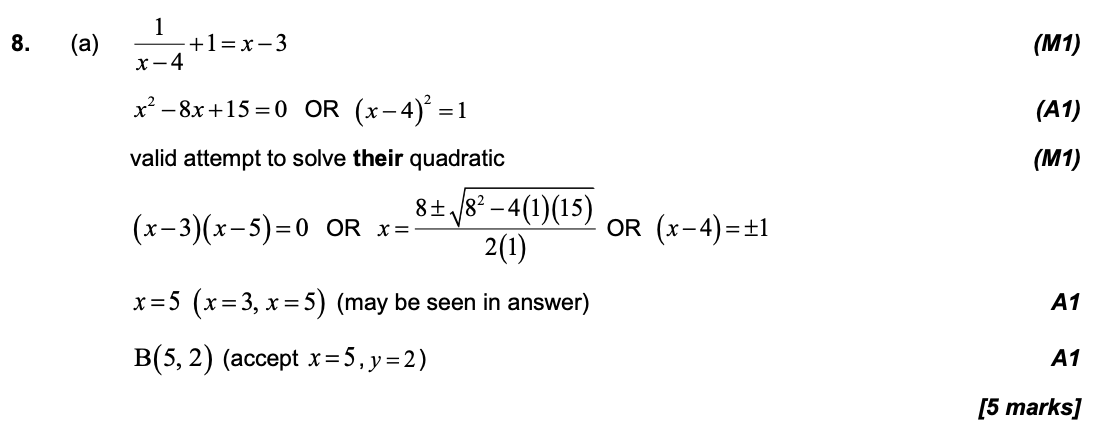 8. (a) \frac{1}{x-4}+1=x-3 (M1)
x^2-8x+15=0 OR (x-4)^2=1 (A1)
valid attempt to solve their quadratic (M1)
(x-3)(x-5)=0 OR x=\frac{8\pm\sqrt{8^2-4(1)(15)}}{2(1)} OR (x-4)=±1
x=5 (x=3, x=5) (may be seen in answer) A1
B(5, 2) (accept x=5, y=2) A1
[5 marks]